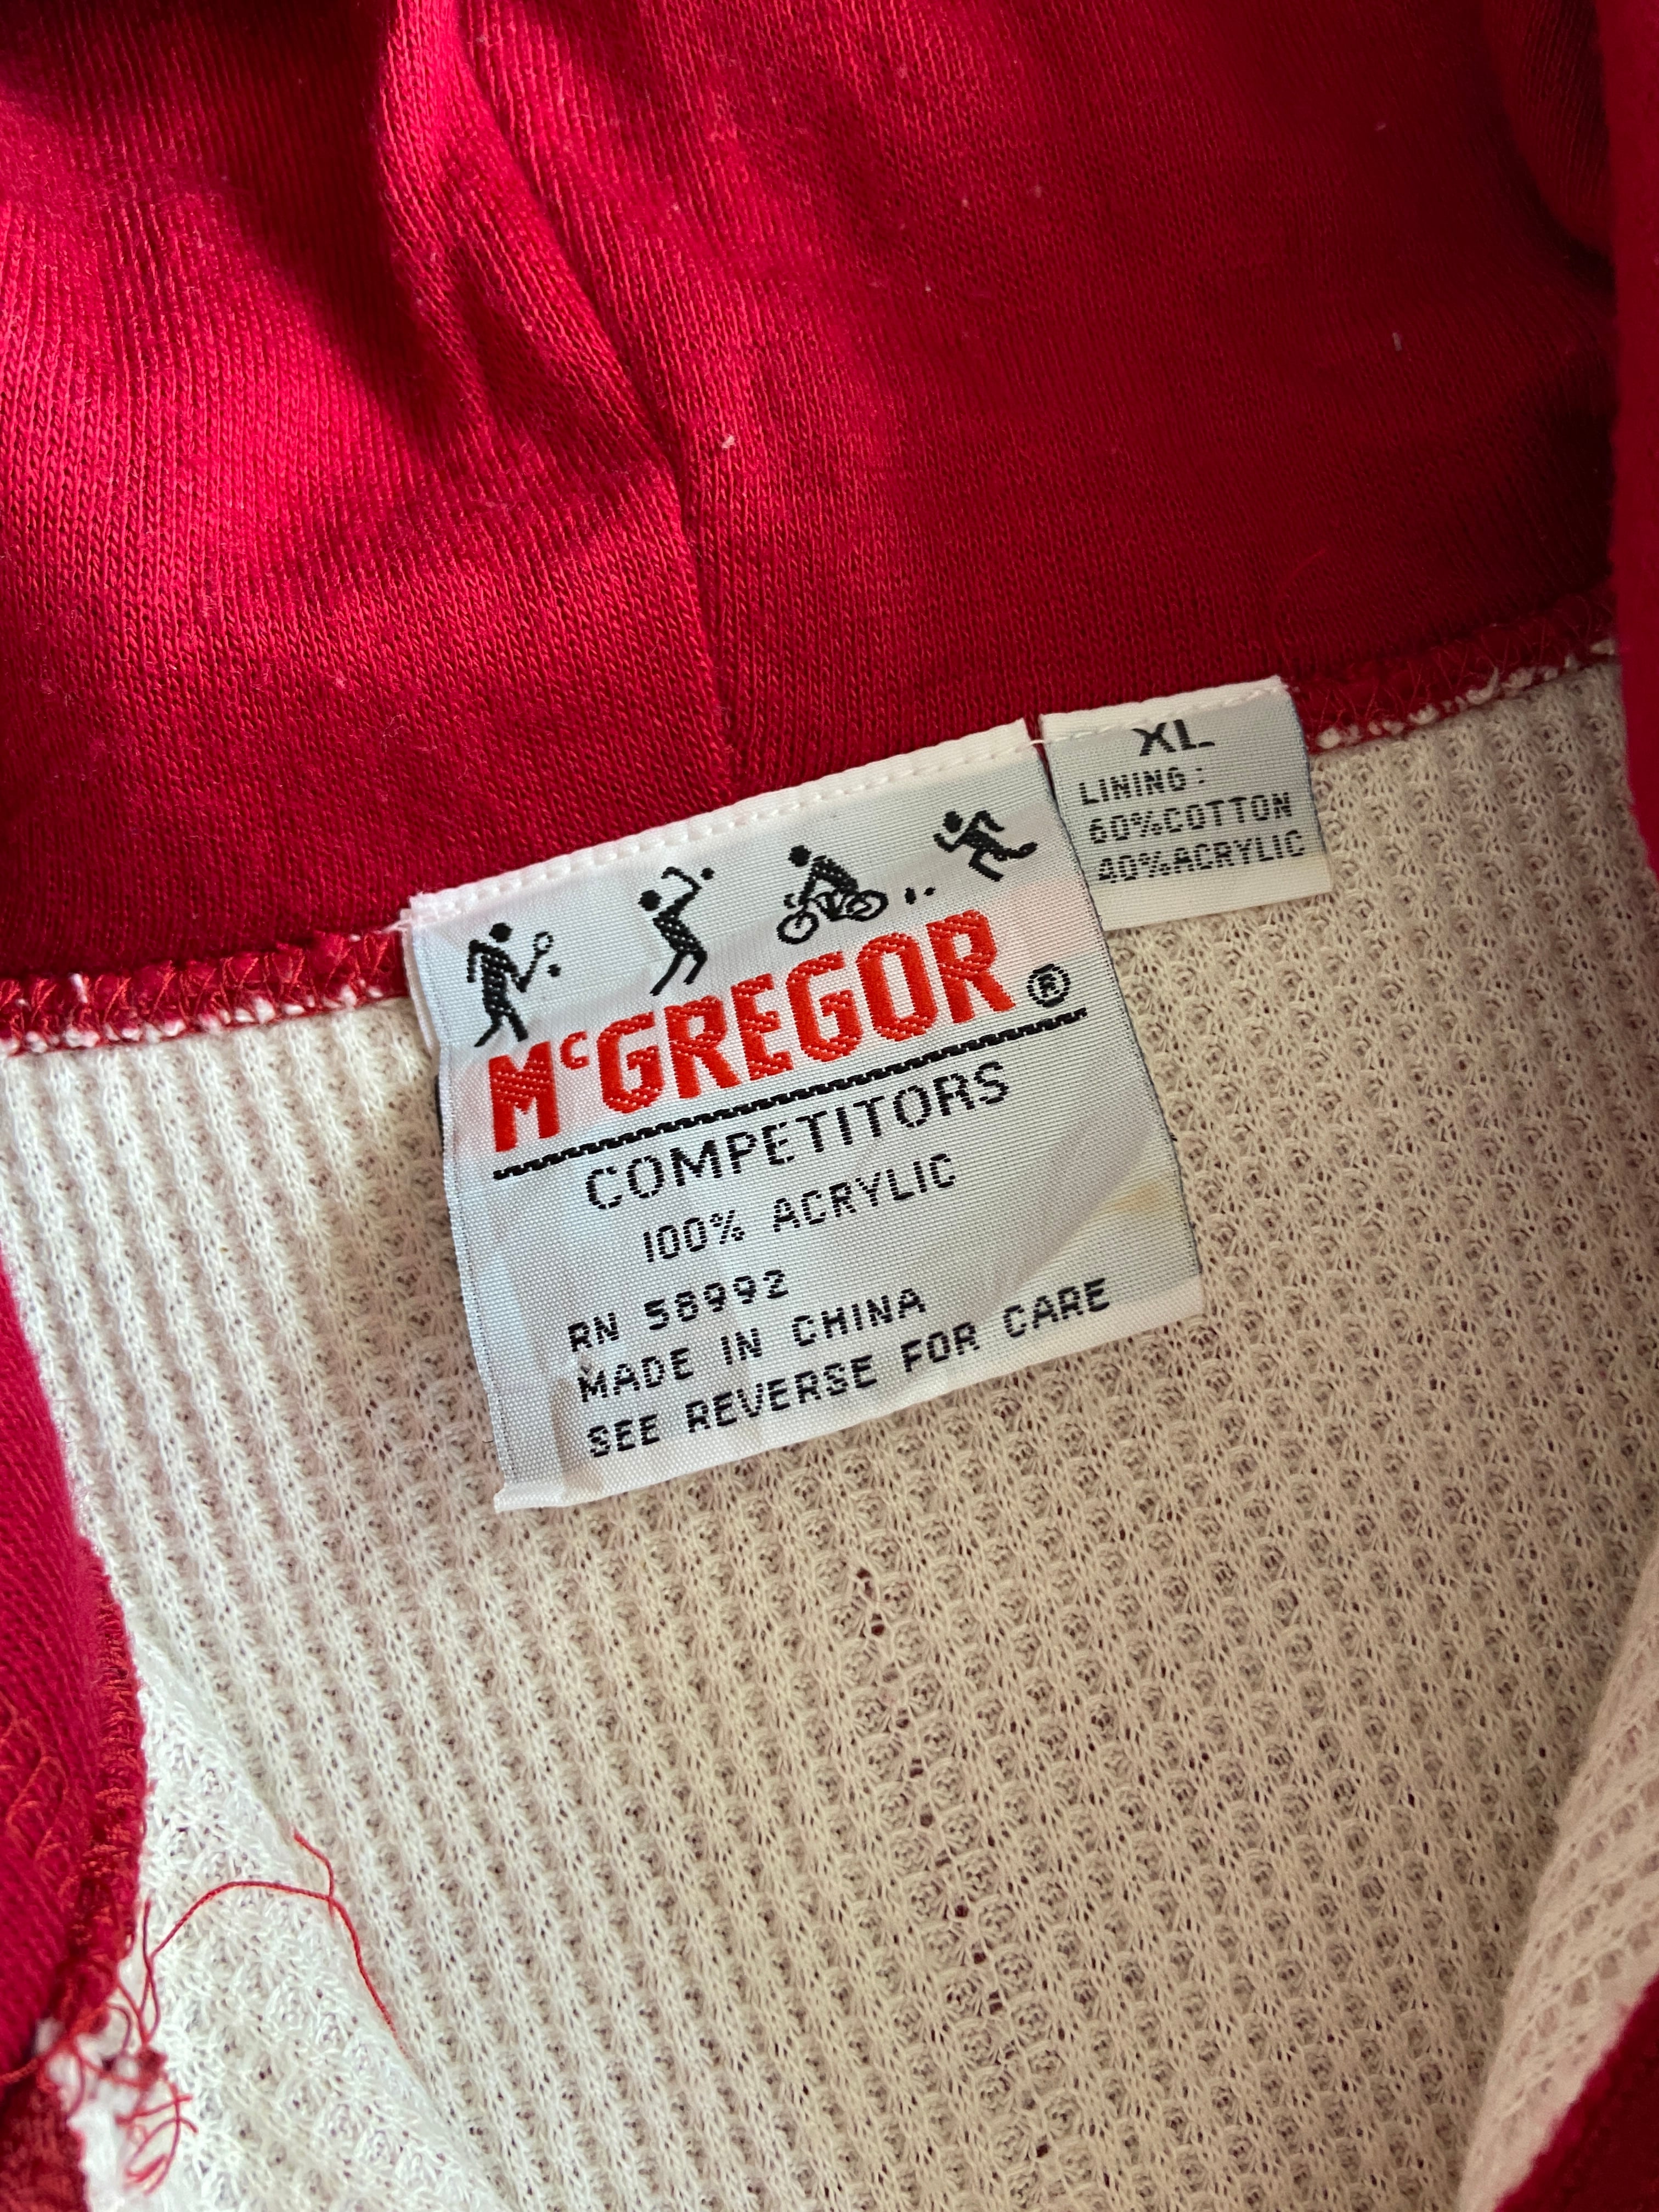 McGREGOR®
COMPETITORS
100% ACRYLIC
RN 58992
MADE IN CHINA
SEE REVERSE FOR CARE
XL
LINING:
60%COTTON
40%ACRYLIC